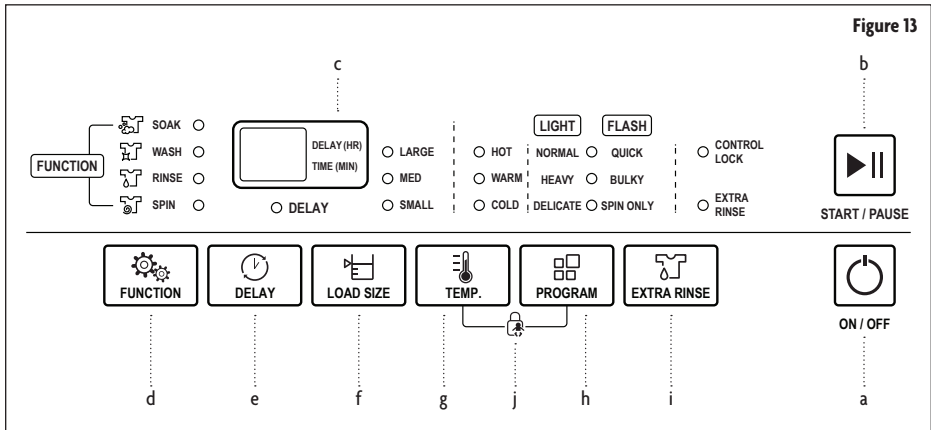 Figure 13
c
b
FUNCTION
SOAK
WASH
RINSE
SPIN
DELAY (HR)
TIME (MIN)
DELAY
LARGE
MED
SMALL
HOT
WARM
COLD
LIGHT FLASH
NORMAL QUICK
HEAVY BULKY
DELICATE SPIN ONLY
CONTROL
LOCK
EXTRA
RINSE
START / PAUSE
FUNCTION DELAY LOAD SIZE TEMP. PROGRAM EXTRA RINSE
ON / OFF
d e f g j h i a